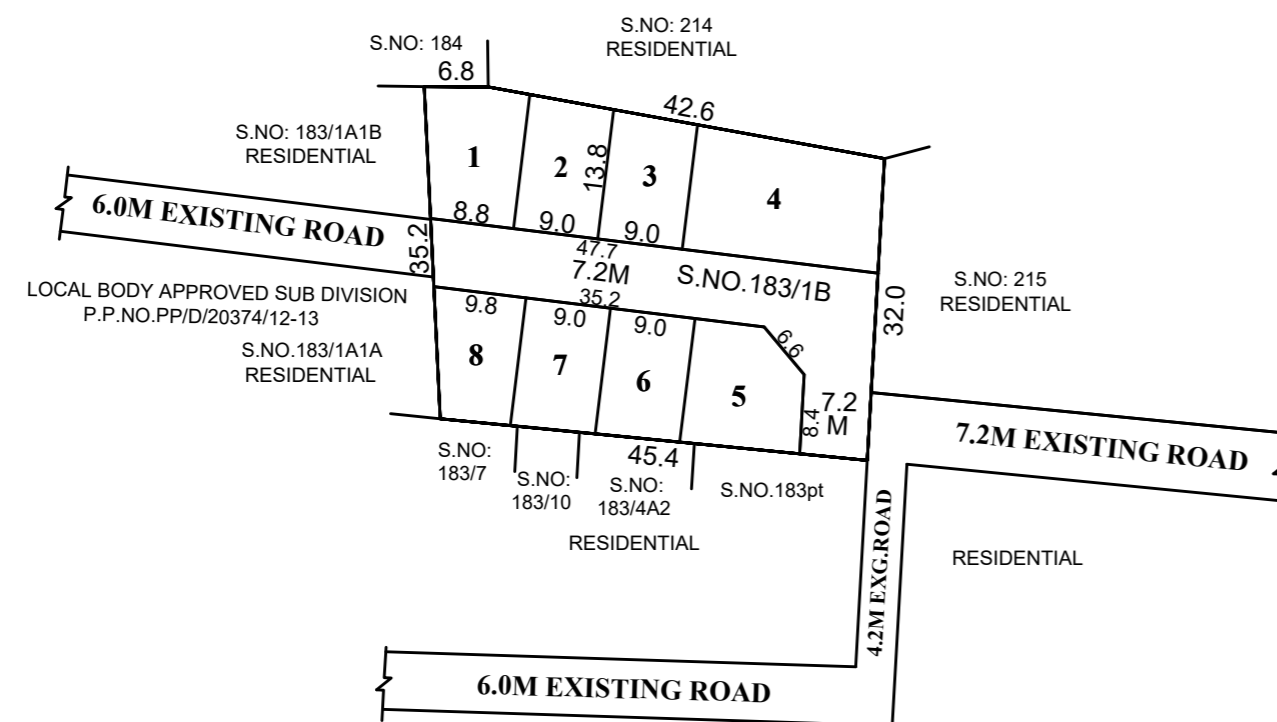 S.NO: 214
RESIDENTIAL
S.NO: 184
6.8
42.6
S.NO: 183/1A1B
RESIDENTIAL
1
2
13.8
3
4
6.0M EXISTING ROAD
8.8
9.0
9.0
35.2
47.7
7.2M
S.NO.183/1B
S.NO: 215
RESIDENTIAL
32.0
LOCAL BODY APPROVED SUB DIVISION
P.P.NO.PP/D/20374/12-13
35.2
9.8
9.0
9.0
6.6
S.NO.183/1A1A
RESIDENTIAL
8
7
6
5
8.4
7.2
M
7.2M EXISTING ROAD
45.4
S.NO:
183/7
S.NO:
183/10
S.NO:
183/4A2
S.NO.183pt
RESIDENTIAL
RESIDENTIAL
4.2M EXG.ROAD
6.0M EXISTING ROAD